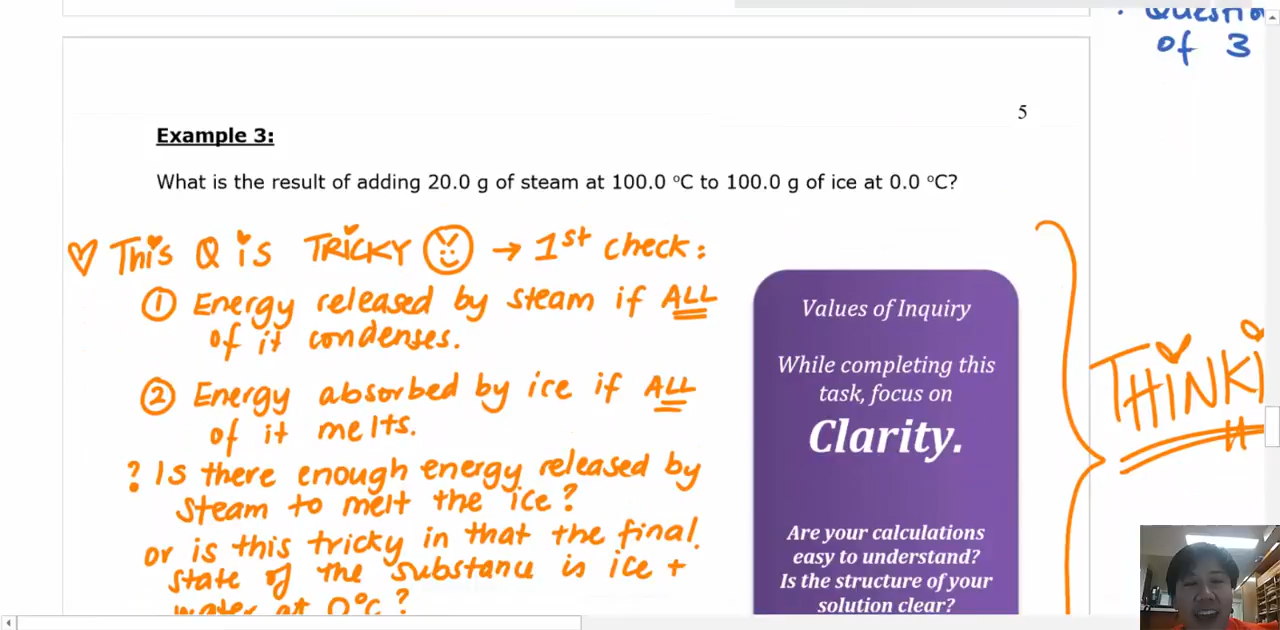 Question
of 3
5
Example 3:
What is the result of adding 20.0 g of steam at 100.0 °C to 100.0 g of ice at 0.0 °C?
This Q is TRICKY → 1st check:
① Energy released by steam if ALL
of it condenses.
② Energy absorbed by ice if ALL
of it melts.
? Is there enough energy released by
steam to melt the ice?
or is this tricky in that the final
state of the substance is ice +
water at 0°C?
Values of Inquiry
While completing this
task, focus on
Clarity.
Are your calculations
easy to understand?
Is the structure of your
solution clear?
THINKI